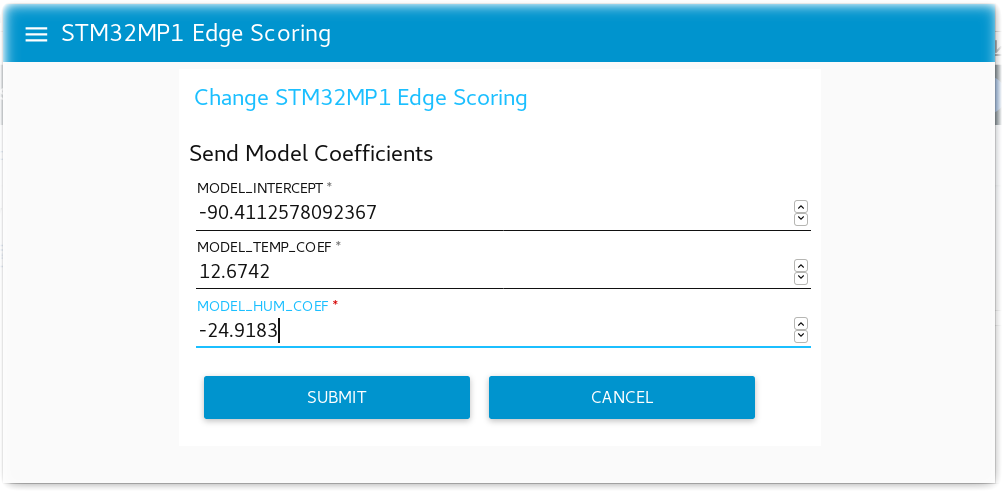 STM32MP1 Edge Scoring
Change STM32MP1 Edge Scoring
Send Model Coefficients
MODEL_INTERCEPT *
-90.4112578092367
MODEL_TEMP_COEF *
12.6742
MODEL_HUM_COEF *
-24.9183
SUBMIT CANCEL